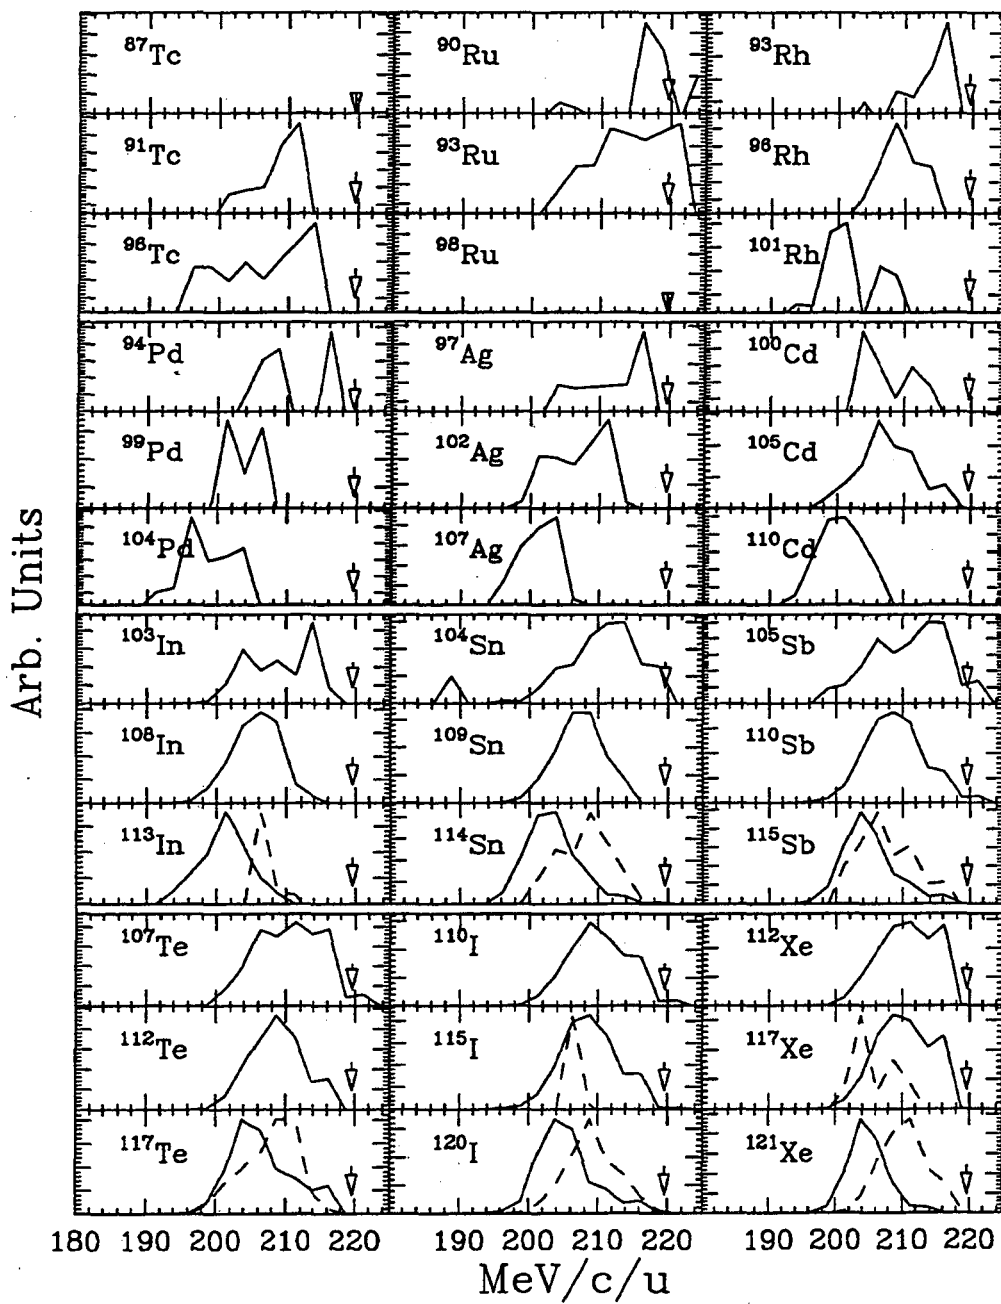 ⁸⁷Tc ⁹⁰Ru ⁹³Rh
⁹¹Tc ⁹³Ru ⁹⁶Rh
⁹⁶Tc ⁹⁸Ru ¹⁰¹Rh
⁹⁴Pd ⁹⁷Ag ¹⁰⁰Cd
⁹⁹Pd ¹⁰²Ag ¹⁰⁵Cd
¹⁰⁴Pd ¹⁰⁷Ag ¹¹⁰Cd
Arb. Units
¹⁰³In ¹⁰⁴Sn ¹⁰⁵Sb
¹⁰⁸In ¹⁰⁹Sn ¹¹⁰Sb
¹¹³In ¹¹⁴Sn ¹¹⁵Sb
¹⁰⁷Te ¹¹⁰I ¹¹²Xe
¹¹²Te ¹¹⁵I ¹¹⁷Xe
¹¹⁷Te ¹²⁰I ¹²¹Xe
180 190 200 210 220 190 200 210 220 190 200 210 220
MeV/c/u